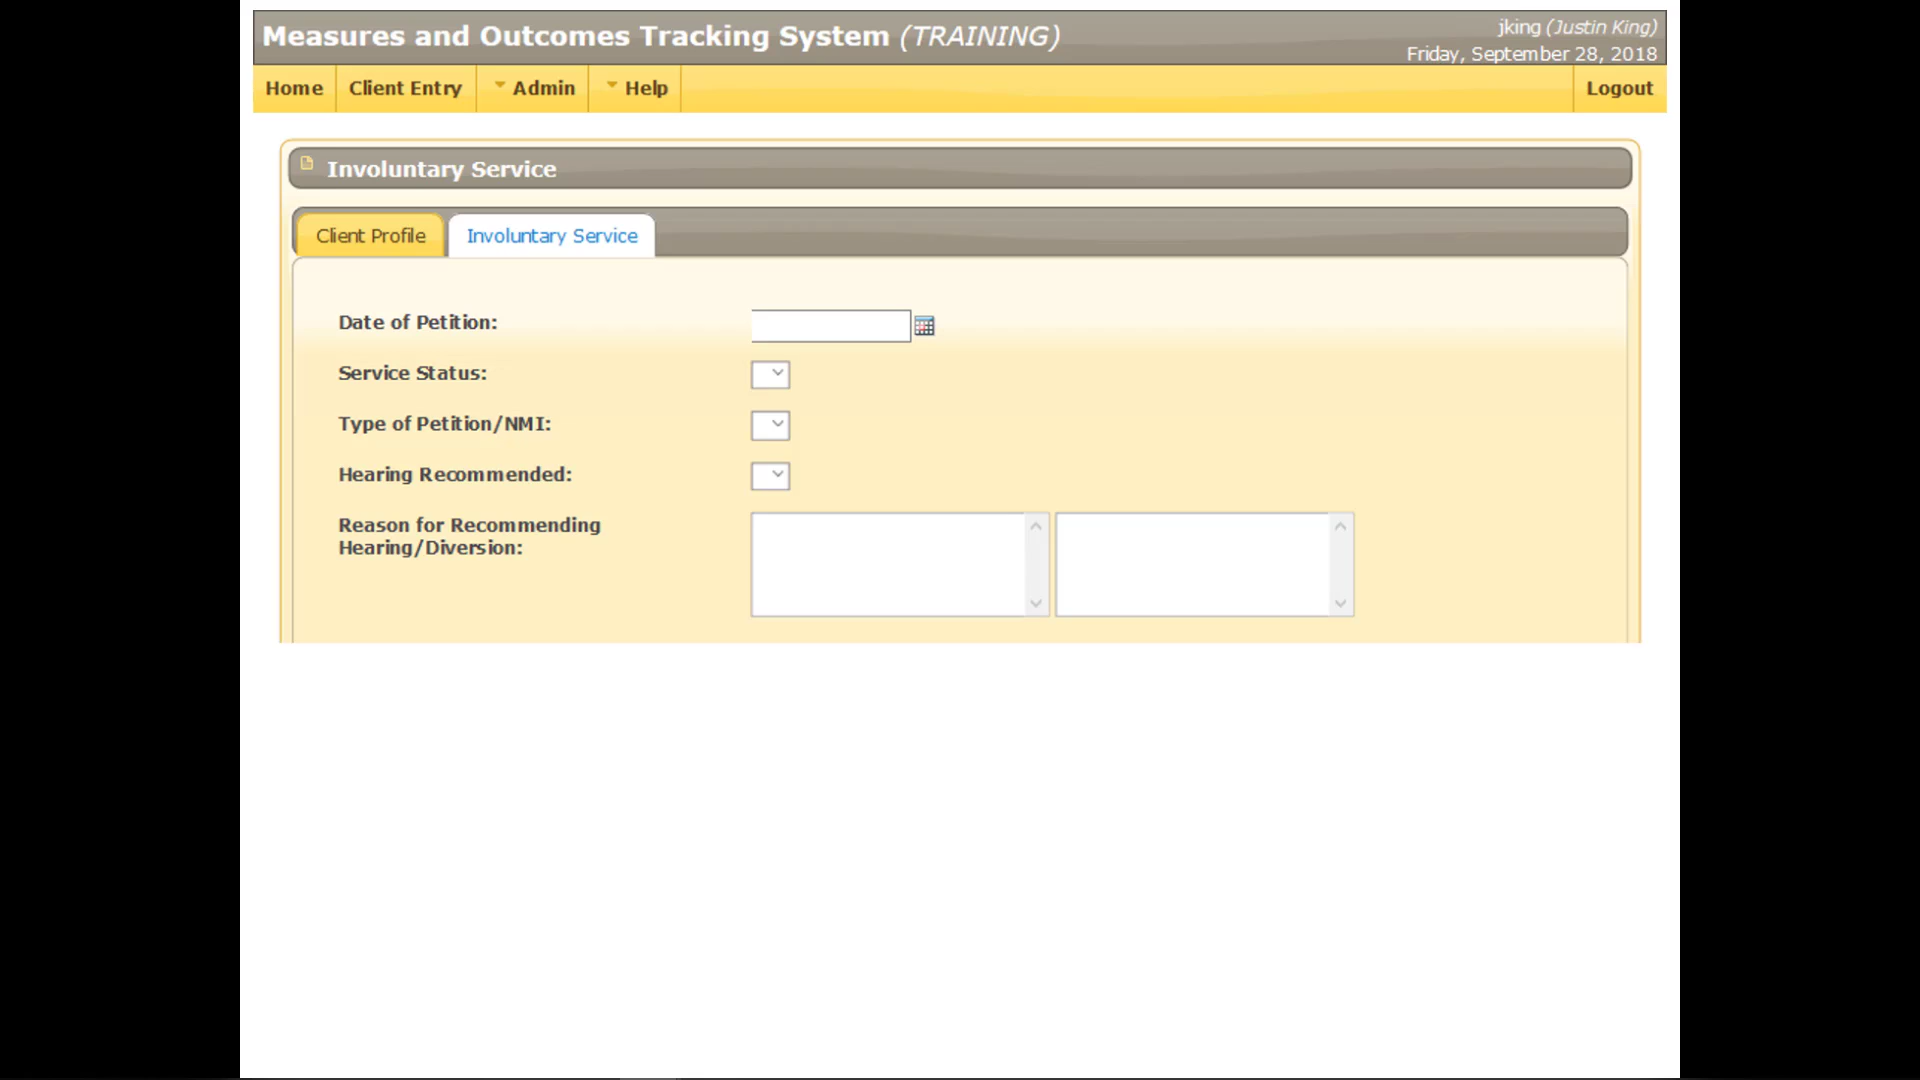 Measures and Outcomes Tracking System (TRAINING)
jking (Justin King)
Friday, September 28, 2018
Home Client Entry Admin Help Logout
Involuntary Service
Client Profile Involuntary Service
Date of Petition:
Service Status:
Type of Petition/NMI:
Hearing Recommended:
Reason for Recommending
Hearing/Diversion: